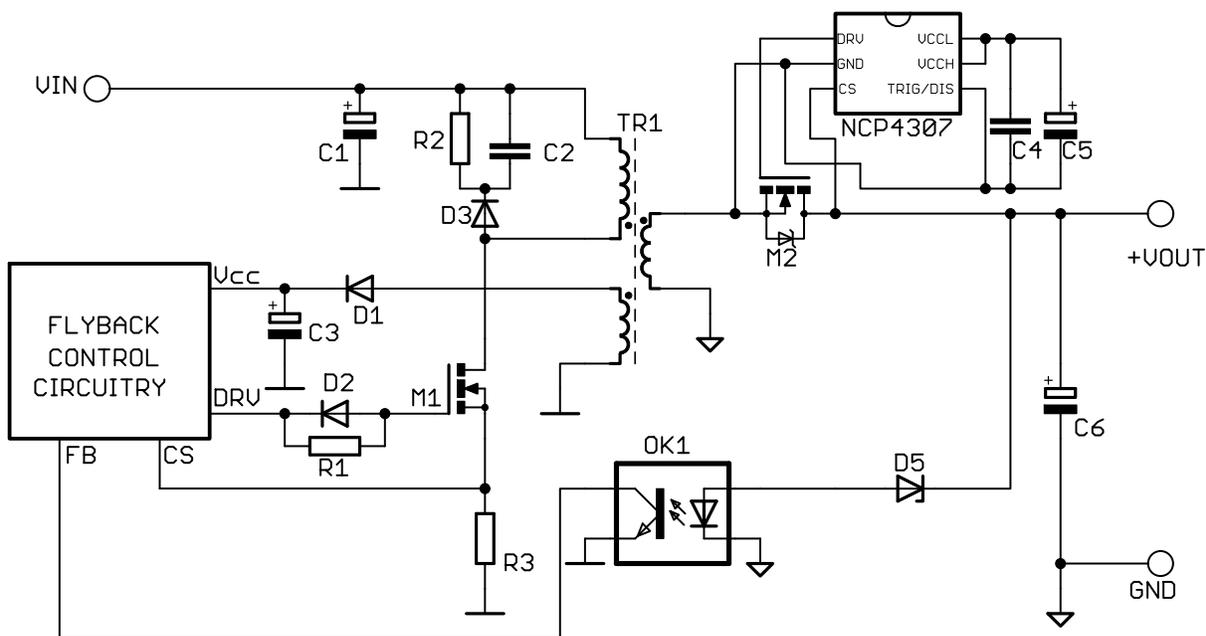 DRV VCCL
GND VCCH
CS TRIG/DIS
NCP4307
VIN
+
C1
R2
C2
TR1
C4
+
C5
D3
M2
+VOUT
Vcc
D1
+
C3
FLYBACK
CONTROL
CIRCUITRY
DRV
D2
M1
R1
FB
CS
OK1
D5
+
C6
R3
GND